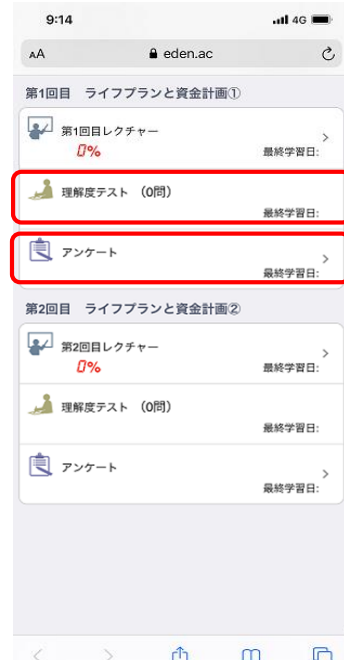 9:14
4G
AA
eden.ac
第1回目 ライフプランと資金計画①
第1回目レクチャー
0%
最終学習日:
理解度テスト (0問)
最終学習日:
アンケート
最終学習日:
第2回目 ライフプランと資金計画②
第2回目レクチャー
0%
最終学習日:
理解度テスト (0問)
最終学習日:
アンケート
最終学習日: